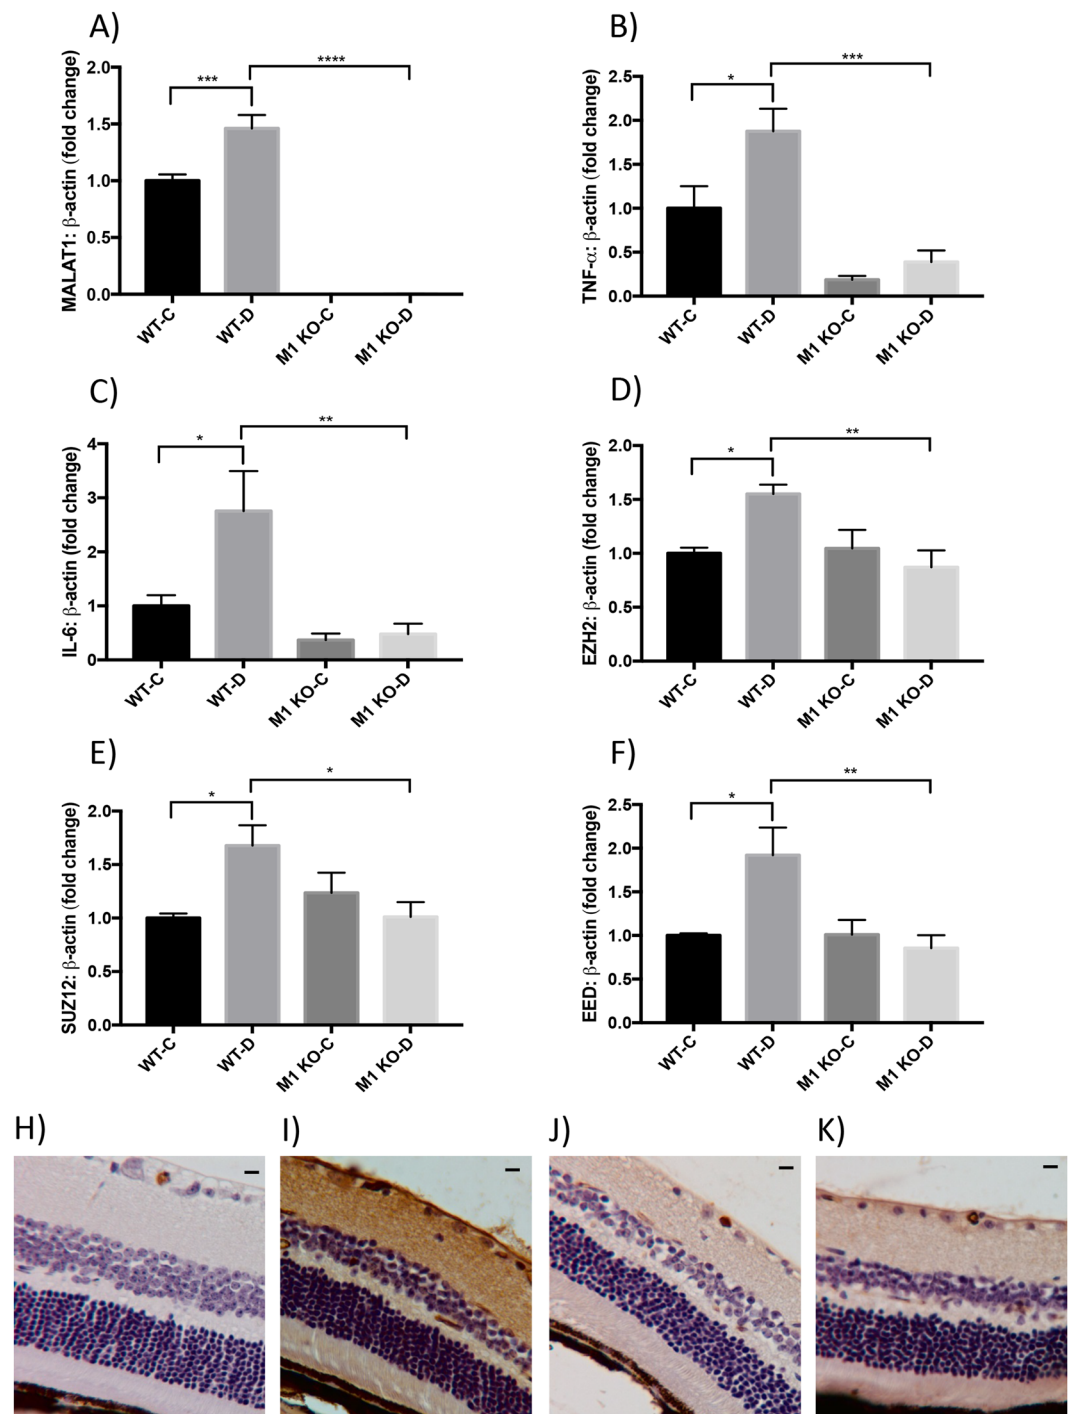 A)
MALAT1: β-actin (fold change)
2.0
1.5
1.0
0.5
0.0
***
****
WT-C
WT-D
M1 KO-C
M1 KO-D
B)
TNF-α: β-actin (fold change)
2.5
2.0
1.5
1.0
0.5
0.0
*
***
WT-C
WT-D
M1 KO-C
M1 KO-D
C)
IL-6: β-actin (fold change)
4
3
2
1
0
*
**
WT-C
WT-D
M1 KO-C
M1 KO-D
D)
EZH2: β-actin (fold change)
2.0
1.5
1.0
0.5
0.0
*
**
WT-C
WT-D
M1 KO-C
M1 KO-D
E)
SUZ12: β-actin (fold change)
2.0
1.5
1.0
0.5
0.0
*
*
WT-C
WT-D
M1 KO-C
M1 KO-D
F)
EED: β-actin (fold change)
2.5
2.0
1.5
1.0
0.5
0.0
*
**
WT-C
WT-D
M1 KO-C
M1 KO-D
H)
I)
J)
K)